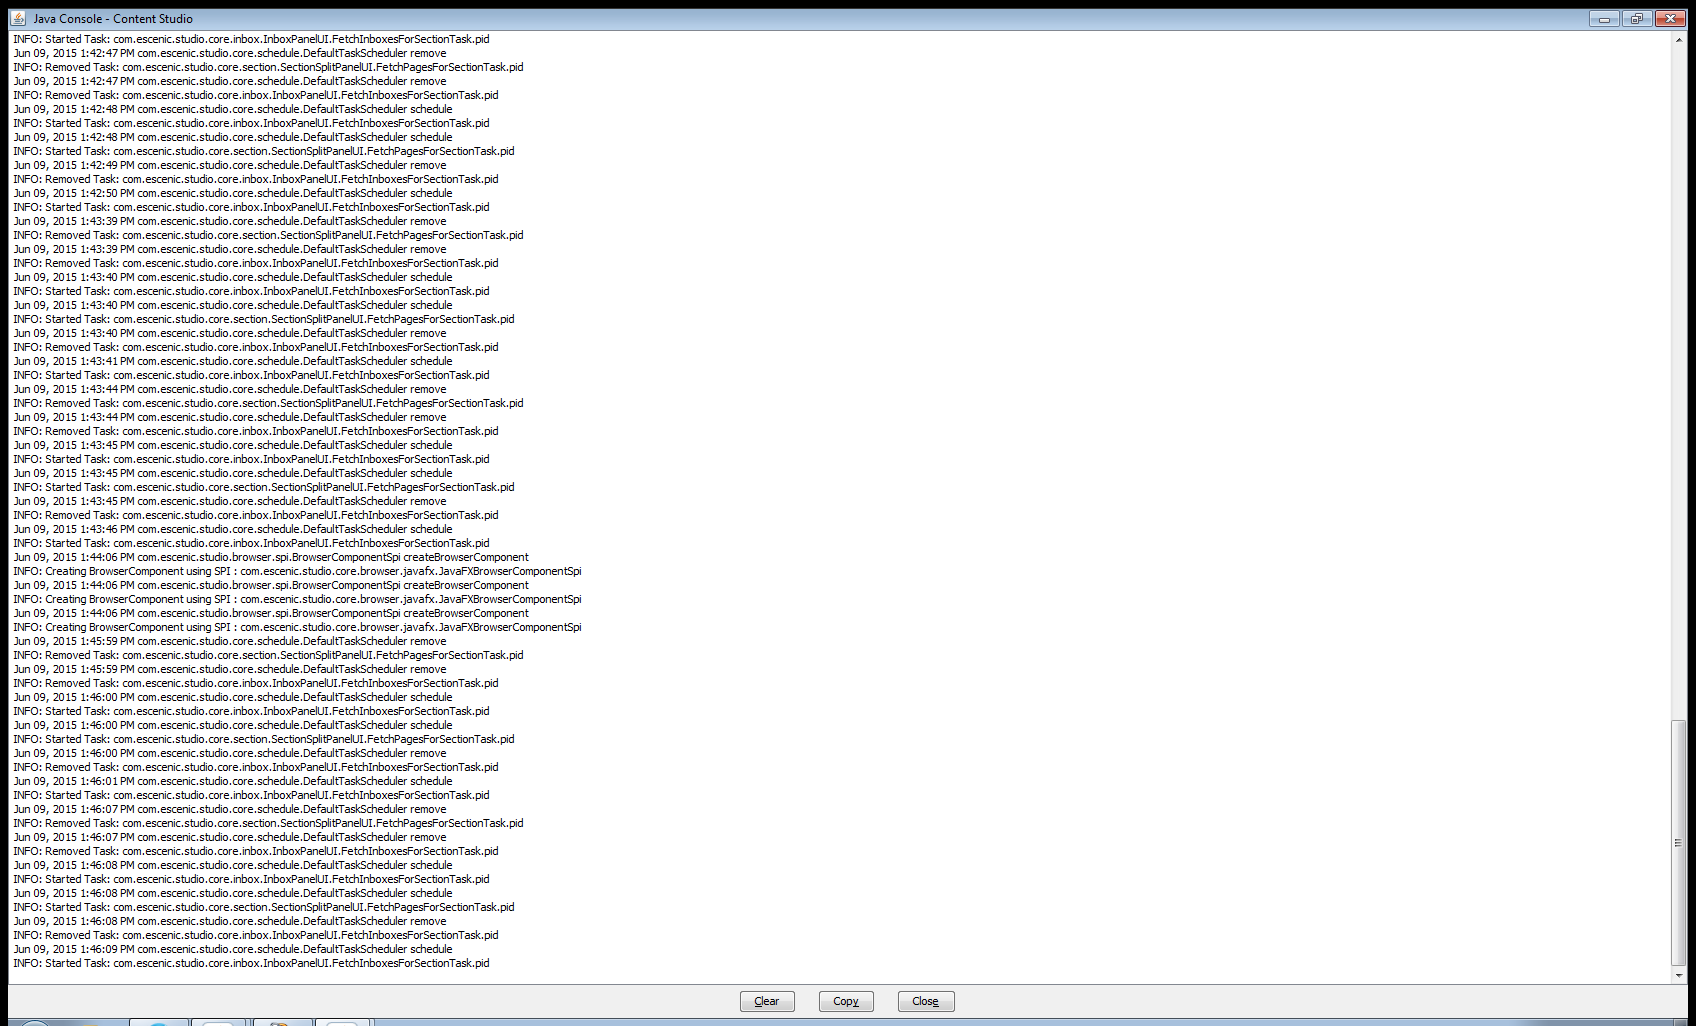 Java Console - Content Studio
INFO: Started Task: com.escenic.studio.core.inbox.InboxPanelUI.FetchInboxesForSectionTask.pid
Jun 09, 2015 1:42:47 PM com.escenic.studio.core.schedule.DefaultTaskScheduler remove
INFO: Removed Task: com.escenic.studio.core.section.SectionSplitPanelUI.FetchPagesForSectionTask.pid
Jun 09, 2015 1:42:47 PM com.escenic.studio.core.schedule.DefaultTaskScheduler remove
INFO: Removed Task: com.escenic.studio.core.inbox.InboxPanelUI.FetchInboxesForSectionTask.pid
Jun 09, 2015 1:42:48 PM com.escenic.studio.core.schedule.DefaultTaskScheduler schedule
INFO: Started Task: com.escenic.studio.core.inbox.InboxPanelUI.FetchInboxesForSectionTask.pid
Jun 09, 2015 1:42:48 PM com.escenic.studio.core.schedule.DefaultTaskScheduler schedule
INFO: Started Task: com.escenic.studio.core.section.SectionSplitPanelUI.FetchPagesForSectionTask.pid
Jun 09, 2015 1:42:49 PM com.escenic.studio.core.schedule.DefaultTaskScheduler remove
INFO: Removed Task: com.escenic.studio.core.inbox.InboxPanelUI.FetchInboxesForSectionTask.pid
Jun 09, 2015 1:42:50 PM com.escenic.studio.core.schedule.DefaultTaskScheduler schedule
INFO: Started Task: com.escenic.studio.core.inbox.InboxPanelUI.FetchInboxesForSectionTask.pid
Jun 09, 2015 1:43:39 PM com.escenic.studio.core.schedule.DefaultTaskScheduler remove
INFO: Removed Task: com.escenic.studio.core.section.SectionSplitPanelUI.FetchPagesForSectionTask.pid
Jun 09, 2015 1:43:39 PM com.escenic.studio.core.schedule.DefaultTaskScheduler remove
INFO: Removed Task: com.escenic.studio.core.inbox.InboxPanelUI.FetchInboxesForSectionTask.pid
Jun 09, 2015 1:43:40 PM com.escenic.studio.core.schedule.DefaultTaskScheduler schedule
INFO: Started Task: com.escenic.studio.core.inbox.InboxPanelUI.FetchInboxesForSectionTask.pid
Jun 09, 2015 1:43:40 PM com.escenic.studio.core.schedule.DefaultTaskScheduler schedule
INFO: Started Task: com.escenic.studio.core.section.SectionSplitPanelUI.FetchPagesForSectionTask.pid
Jun 09, 2015 1:43:40 PM com.escenic.studio.core.schedule.DefaultTaskScheduler remove
INFO: Removed Task: com.escenic.studio.core.inbox.InboxPanelUI.FetchInboxesForSectionTask.pid
Jun 09, 2015 1:43:41 PM com.escenic.studio.core.schedule.DefaultTaskScheduler schedule
INFO: Started Task: com.escenic.studio.core.inbox.InboxPanelUI.FetchInboxesForSectionTask.pid
Jun 09, 2015 1:43:44 PM com.escenic.studio.core.schedule.DefaultTaskScheduler remove
INFO: Removed Task: com.escenic.studio.core.section.SectionSplitPanelUI.FetchPagesForSectionTask.pid
Jun 09, 2015 1:43:44 PM com.escenic.studio.core.schedule.DefaultTaskScheduler remove
INFO: Removed Task: com.escenic.studio.core.inbox.InboxPanelUI.FetchInboxesForSectionTask.pid
Jun 09, 2015 1:43:45 PM com.escenic.studio.core.schedule.DefaultTaskScheduler schedule
INFO: Started Task: com.escenic.studio.core.inbox.InboxPanelUI.FetchInboxesForSectionTask.pid
Jun 09, 2015 1:43:45 PM com.escenic.studio.core.schedule.DefaultTaskScheduler schedule
INFO: Started Task: com.escenic.studio.core.section.SectionSplitPanelUI.FetchPagesForSectionTask.pid
Jun 09, 2015 1:43:45 PM com.escenic.studio.core.schedule.DefaultTaskScheduler remove
INFO: Removed Task: com.escenic.studio.core.inbox.InboxPanelUI.FetchInboxesForSectionTask.pid
Jun 09, 2015 1:43:46 PM com.escenic.studio.core.schedule.DefaultTaskScheduler schedule
INFO: Started Task: com.escenic.studio.core.inbox.InboxPanelUI.FetchInboxesForSectionTask.pid
Jun 09, 2015 1:44:06 PM com.escenic.studio.browser.spi.BrowserComponentSpi createBrowserComponent
INFO: Creating BrowserComponent using SPI : com.escenic.studio.core.browser.javafx.JavaFXBrowserComponentSpi
Jun 09, 2015 1:44:06 PM com.escenic.studio.browser.spi.BrowserComponentSpi createBrowserComponent
INFO: Creating BrowserComponent using SPI : com.escenic.studio.core.browser.javafx.JavaFXBrowserComponentSpi
Jun 09, 2015 1:44:06 PM com.escenic.studio.browser.spi.BrowserComponentSpi createBrowserComponent
INFO: Creating BrowserComponent using SPI : com.escenic.studio.core.browser.javafx.JavaFXBrowserComponentSpi
Jun 09, 2015 1:45:59 PM com.escenic.studio.core.schedule.DefaultTaskScheduler remove
INFO: Removed Task: com.escenic.studio.core.section.SectionSplitPanelUI.FetchPagesForSectionTask.pid
Jun 09, 2015 1:45:59 PM com.escenic.studio.core.schedule.DefaultTaskScheduler remove
INFO: Removed Task: com.escenic.studio.core.inbox.InboxPanelUI.FetchInboxesForSectionTask.pid
Jun 09, 2015 1:46:00 PM com.escenic.studio.core.schedule.DefaultTaskScheduler schedule
INFO: Started Task: com.escenic.studio.core.inbox.InboxPanelUI.FetchInboxesForSectionTask.pid
Jun 09, 2015 1:46:00 PM com.escenic.studio.core.schedule.DefaultTaskScheduler schedule
INFO: Started Task: com.escenic.studio.core.section.SectionSplitPanelUI.FetchPagesForSectionTask.pid
Jun 09, 2015 1:46:00 PM com.escenic.studio.core.schedule.DefaultTaskScheduler remove
INFO: Removed Task: com.escenic.studio.core.inbox.InboxPanelUI.FetchInboxesForSectionTask.pid
Jun 09, 2015 1:46:01 PM com.escenic.studio.core.schedule.DefaultTaskScheduler schedule
INFO: Started Task: com.escenic.studio.core.inbox.InboxPanelUI.FetchInboxesForSectionTask.pid
Jun 09, 2015 1:46:07 PM com.escenic.studio.core.schedule.DefaultTaskScheduler remove
INFO: Removed Task: com.escenic.studio.core.section.SectionSplitPanelUI.FetchPagesForSectionTask.pid
Jun 09, 2015 1:46:07 PM com.escenic.studio.core.schedule.DefaultTaskScheduler remove
INFO: Removed Task: com.escenic.studio.core.inbox.InboxPanelUI.FetchInboxesForSectionTask.pid
Jun 09, 2015 1:46:08 PM com.escenic.studio.core.schedule.DefaultTaskScheduler schedule
INFO: Started Task: com.escenic.studio.core.inbox.InboxPanelUI.FetchInboxesForSectionTask.pid
Jun 09, 2015 1:46:08 PM com.escenic.studio.core.schedule.DefaultTaskScheduler schedule
INFO: Started Task: com.escenic.studio.core.section.SectionSplitPanelUI.FetchPagesForSectionTask.pid
Jun 09, 2015 1:46:08 PM com.escenic.studio.core.schedule.DefaultTaskScheduler remove
INFO: Removed Task: com.escenic.studio.core.inbox.InboxPanelUI.FetchInboxesForSectionTask.pid
Jun 09, 2015 1:46:09 PM com.escenic.studio.core.schedule.DefaultTaskScheduler schedule
INFO: Started Task: com.escenic.studio.core.inbox.InboxPanelUI.FetchInboxesForSectionTask.pid
Clear Copy Close